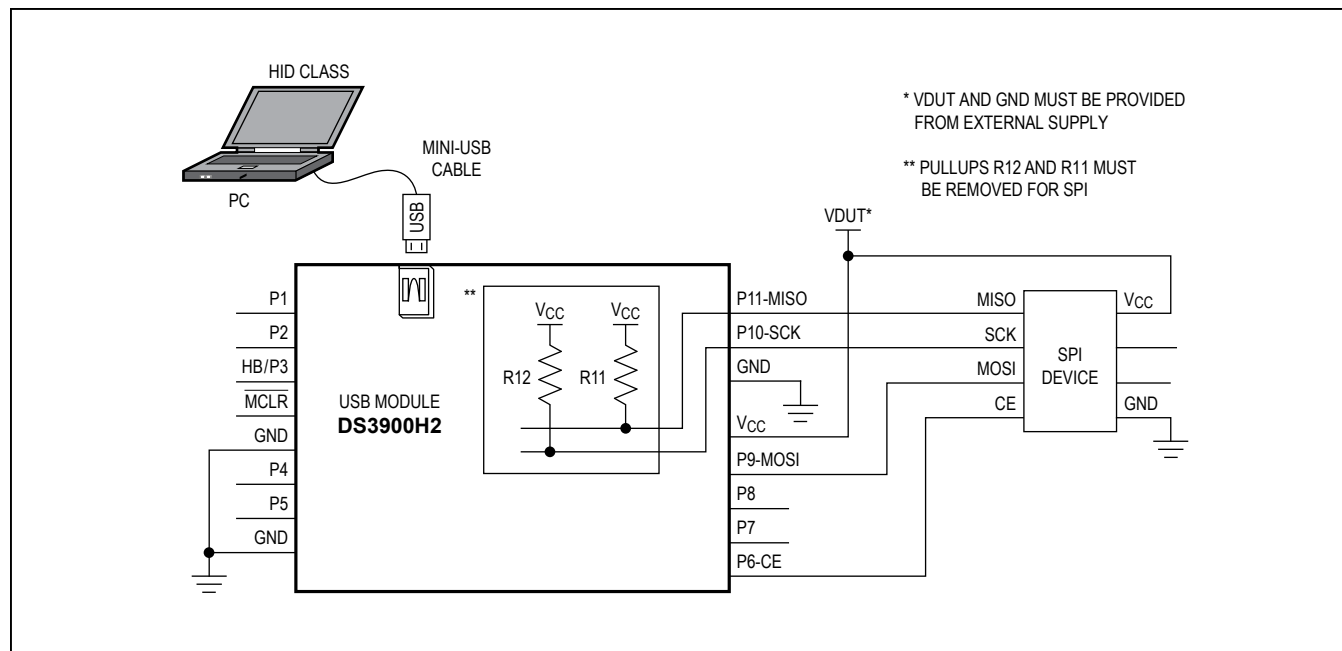 HID CLASS
PC
MINI-USB
CABLE
USB
* VDUT AND GND MUST BE PROVIDED
FROM EXTERNAL SUPPLY
** PULLUPS R12 AND R11 MUST
BE REMOVED FOR SPI
VDUT*
P1
P2
HB/P3
MCLR
GND
P4
P5
GND
USB MODULE
DS3900H2
**
VCC
VCC
R12
R11
P11-MISO
P10-SCK
GND
VCC
P9-MOSI
P8
P7
P6-CE
MISO
SCK
MOSI
CE
SPI
DEVICE
VCC
GND